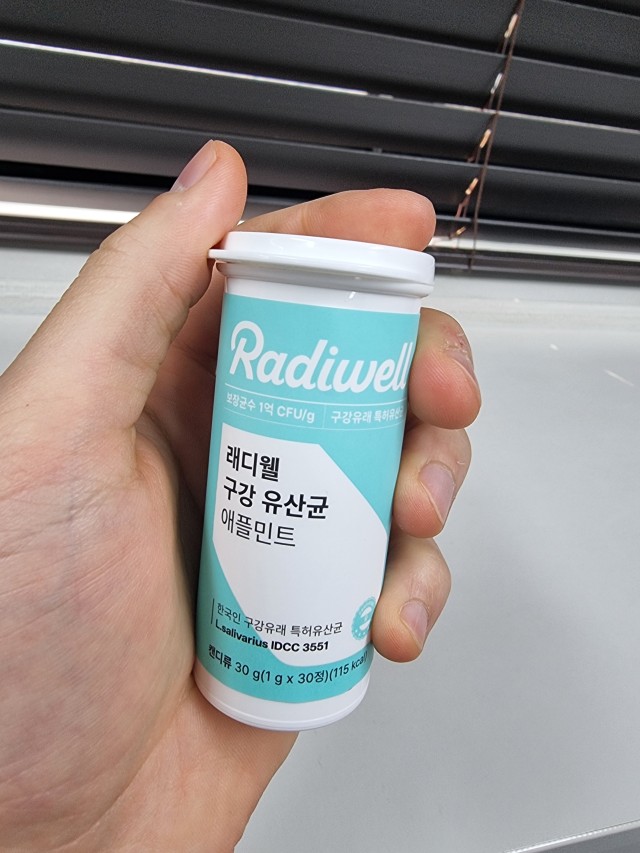 Radiwell
보장균수 1억 CFU/g 구강유래 특허유산균
래디웰
구강 유산균
애플민트
한국인 구강유래 특허유산균
L.salivarius IDCC 3551
캔디류 30 g(1 g x 30정)(115 kcal)